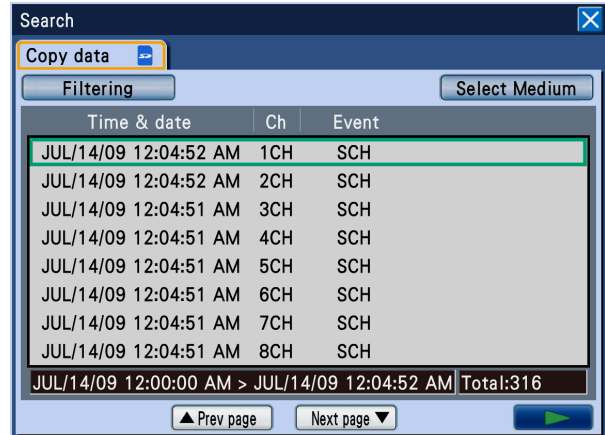 Search
Copy data SD
Filtering Select Medium
Time & date Ch Event
JUL/14/09 12:04:52 AM 1CH SCH
JUL/14/09 12:04:52 AM 2CH SCH
JUL/14/09 12:04:51 AM 3CH SCH
JUL/14/09 12:04:51 AM 4CH SCH
JUL/14/09 12:04:51 AM 5CH SCH
JUL/14/09 12:04:51 AM 6CH SCH
JUL/14/09 12:04:51 AM 7CH SCH
JUL/14/09 12:04:51 AM 8CH SCH
JUL/14/09 12:00:00 AM > JUL/14/09 12:04:52 AM Total:316
▲ Prev page Next page ▼